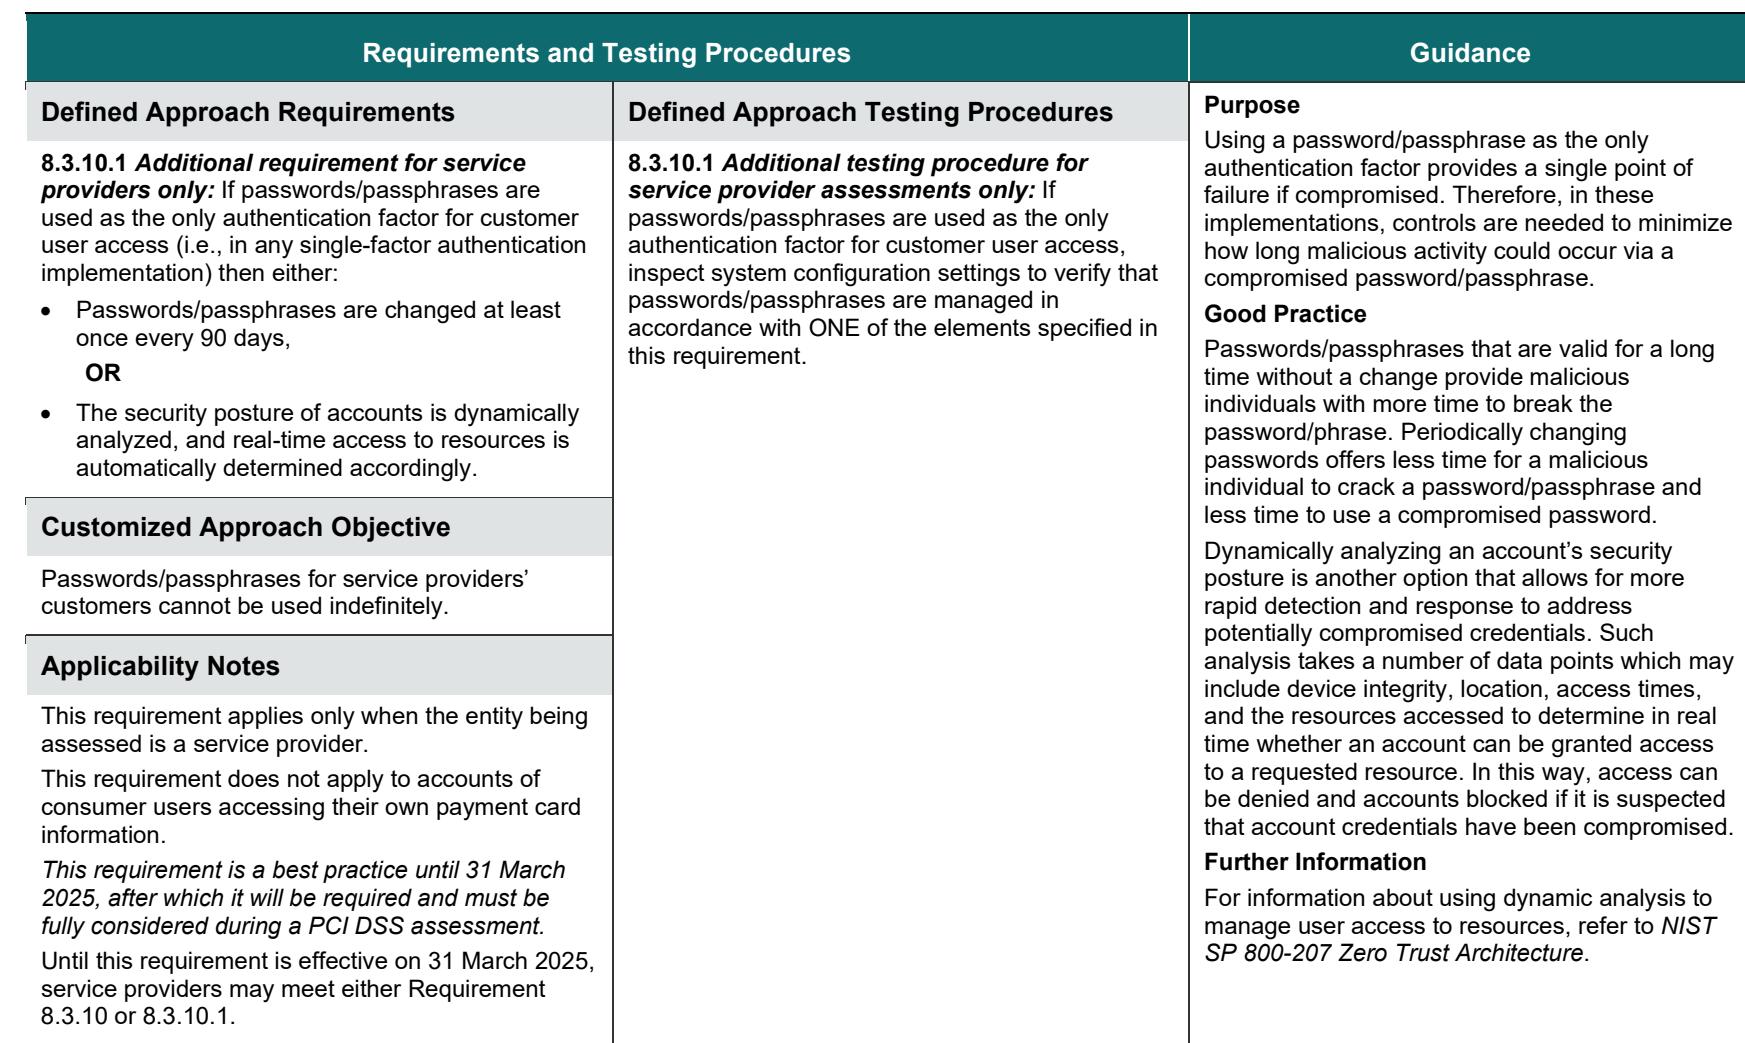 Requirements and Testing Procedures
Guidance
Defined Approach Requirements
8.3.10.1 Additional requirement for service
providers only: If passwords/passphrases are
used as the only authentication factor for customer
user access (i.e., in any single-factor authentication
implementation) then either:
• Passwords/passphrases are changed at least
once every 90 days,
OR
• The security posture of accounts is dynamically
analyzed, and real-time access to resources is
automatically determined accordingly.
Customized Approach Objective
Passwords/passphrases for service providers’
customers cannot be used indefinitely.
Applicability Notes
This requirement applies only when the entity being
assessed is a service provider.
This requirement does not apply to accounts of
consumer users accessing their own payment card
information.
This requirement is a best practice until 31 March
2025, after which it will be required and must be
fully considered during a PCI DSS assessment.
Until this requirement is effective on 31 March 2025,
service providers may meet either Requirement
8.3.10 or 8.3.10.1.
Defined Approach Testing Procedures
8.3.10.1 Additional testing procedure for
service provider assessments only: If
passwords/passphrases are used as the only
authentication factor for customer user access,
inspect system configuration settings to verify that
passwords/passphrases are managed in
accordance with ONE of the elements specified in
this requirement.
Purpose
Using a password/passphrase as the only
authentication factor provides a single point of
failure if compromised. Therefore, in these
implementations, controls are needed to minimize
how long malicious activity could occur via a
compromised password/passphrase.
Good Practice
Passwords/passphrases that are valid for a long
time without a change provide malicious
individuals with more time to break the
password/phrase. Periodically changing
passwords offers less time for a malicious
individual to crack a password/passphrase and
less time to use a compromised password.
Dynamically analyzing an account’s security
posture is another option that allows for more
rapid detection and response to address
potentially compromised credentials. Such
analysis takes a number of data points which may
include device integrity, location, access times,
and the resources accessed to determine in real
time whether an account can be granted access
to a requested resource. In this way, access can
be denied and accounts blocked if it is suspected
that account credentials have been compromised.
Further Information
For information about using dynamic analysis to
manage user access to resources, refer to NIST
SP 800-207 Zero Trust Architecture.